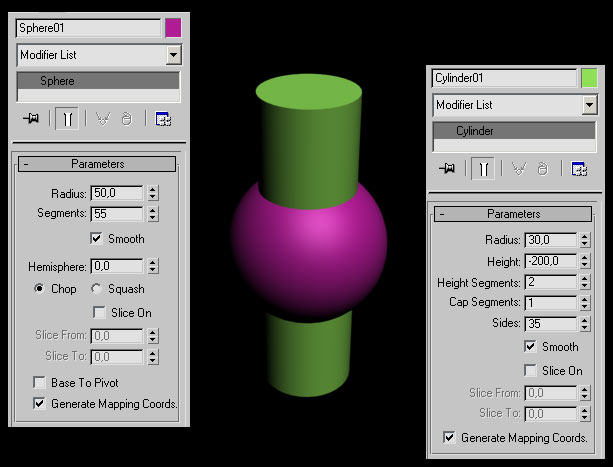 Sphere01
Modifier List
Sphere
- Parameters
Radius: 50,0
Segments: 55
Smooth
Hemisphere: 0,0
Chop Squash
Slice On
Slice From: 0,0
Slice To: 0,0
Base To Pivot
Generate Mapping Coords.
Cylinder01
Modifier List
Cylinder
- Parameters
Radius: 30,0
Height: -200,0
Height Segments: 2
Cap Segments: 1
Sides: 35
Smooth
Slice On
Slice From: 0,0
Slice To: 0,0
Generate Mapping Coords.